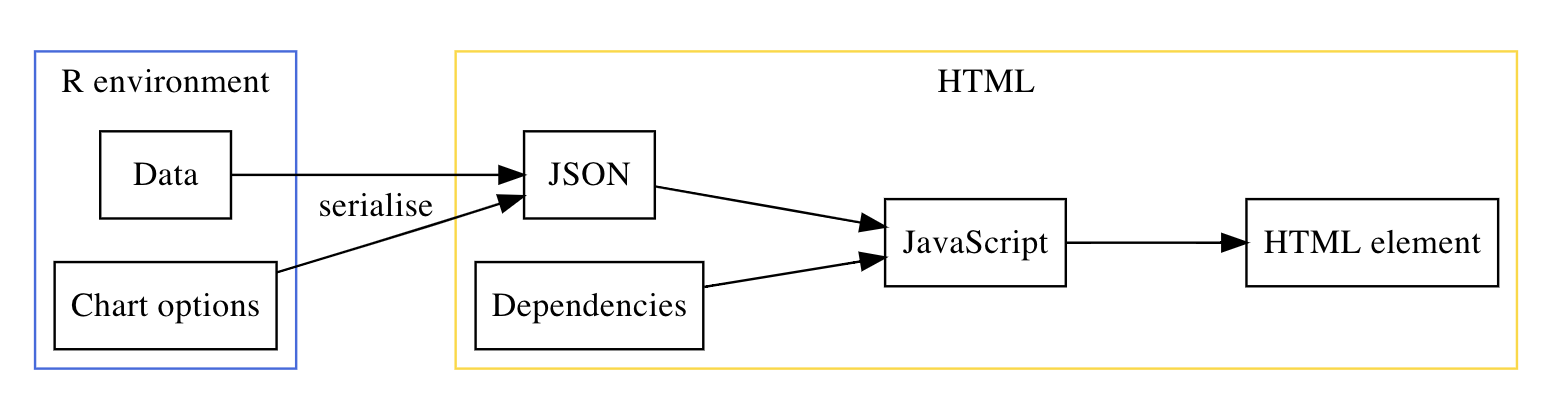 R environment
HTML
Data
serialise
JSON
Chart options
Dependencies
JavaScript
HTML element